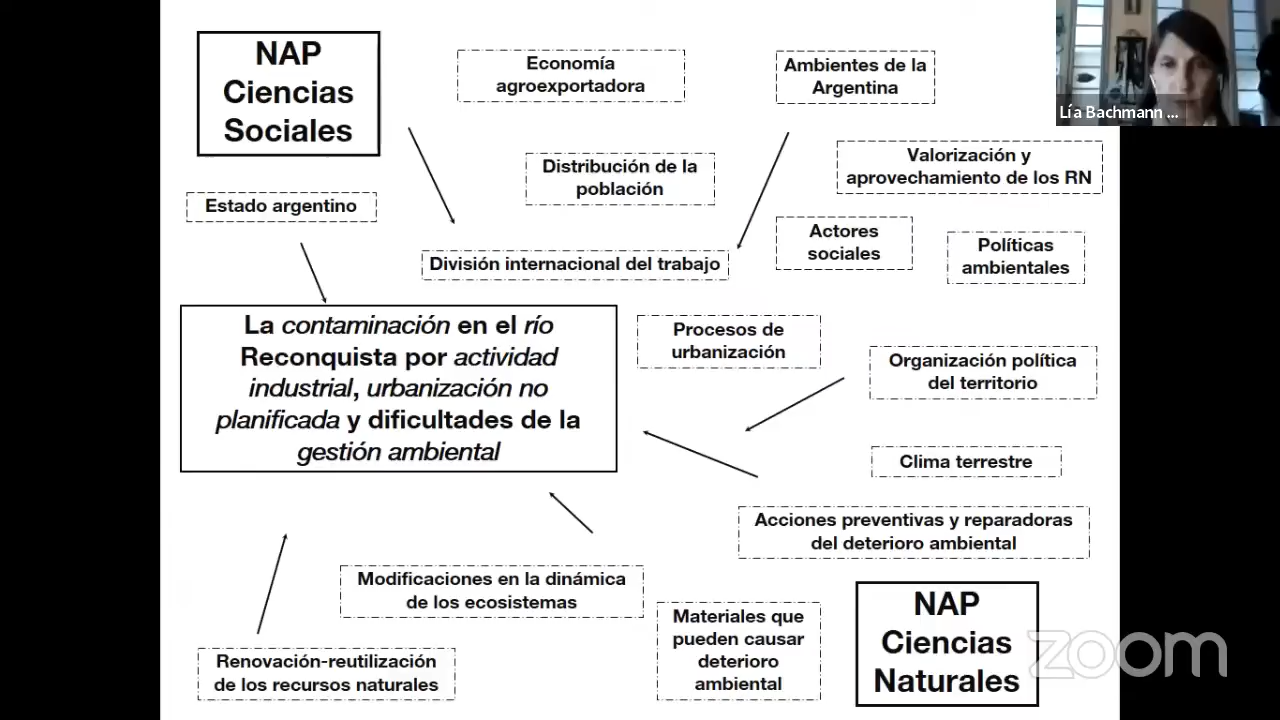 NAP
Ciencias
Sociales
Economía
agroexportadora
Ambientes de la
Argentina
Lía Bachmann ...
Distribución de la
población
Valorización y
aprovechamiento de los RN
Estado argentino
Actores
sociales
Políticas
ambientales
División internacional del trabajo
La contaminación en el río
Reconquista por actividad
industrial, urbanización no
planificada y dificultades de la
gestión ambiental
Procesos de
urbanización
Organización política
del territorio
Clima terrestre
Acciones preventivas y reparadoras
del deterioro ambiental
Modificaciones en la dinámica
de los ecosistemas
Materiales que
pueden causar
deterioro
ambiental
NAP
Ciencias
Naturales
Renovación-reutilización
de los recursos naturales
zoom